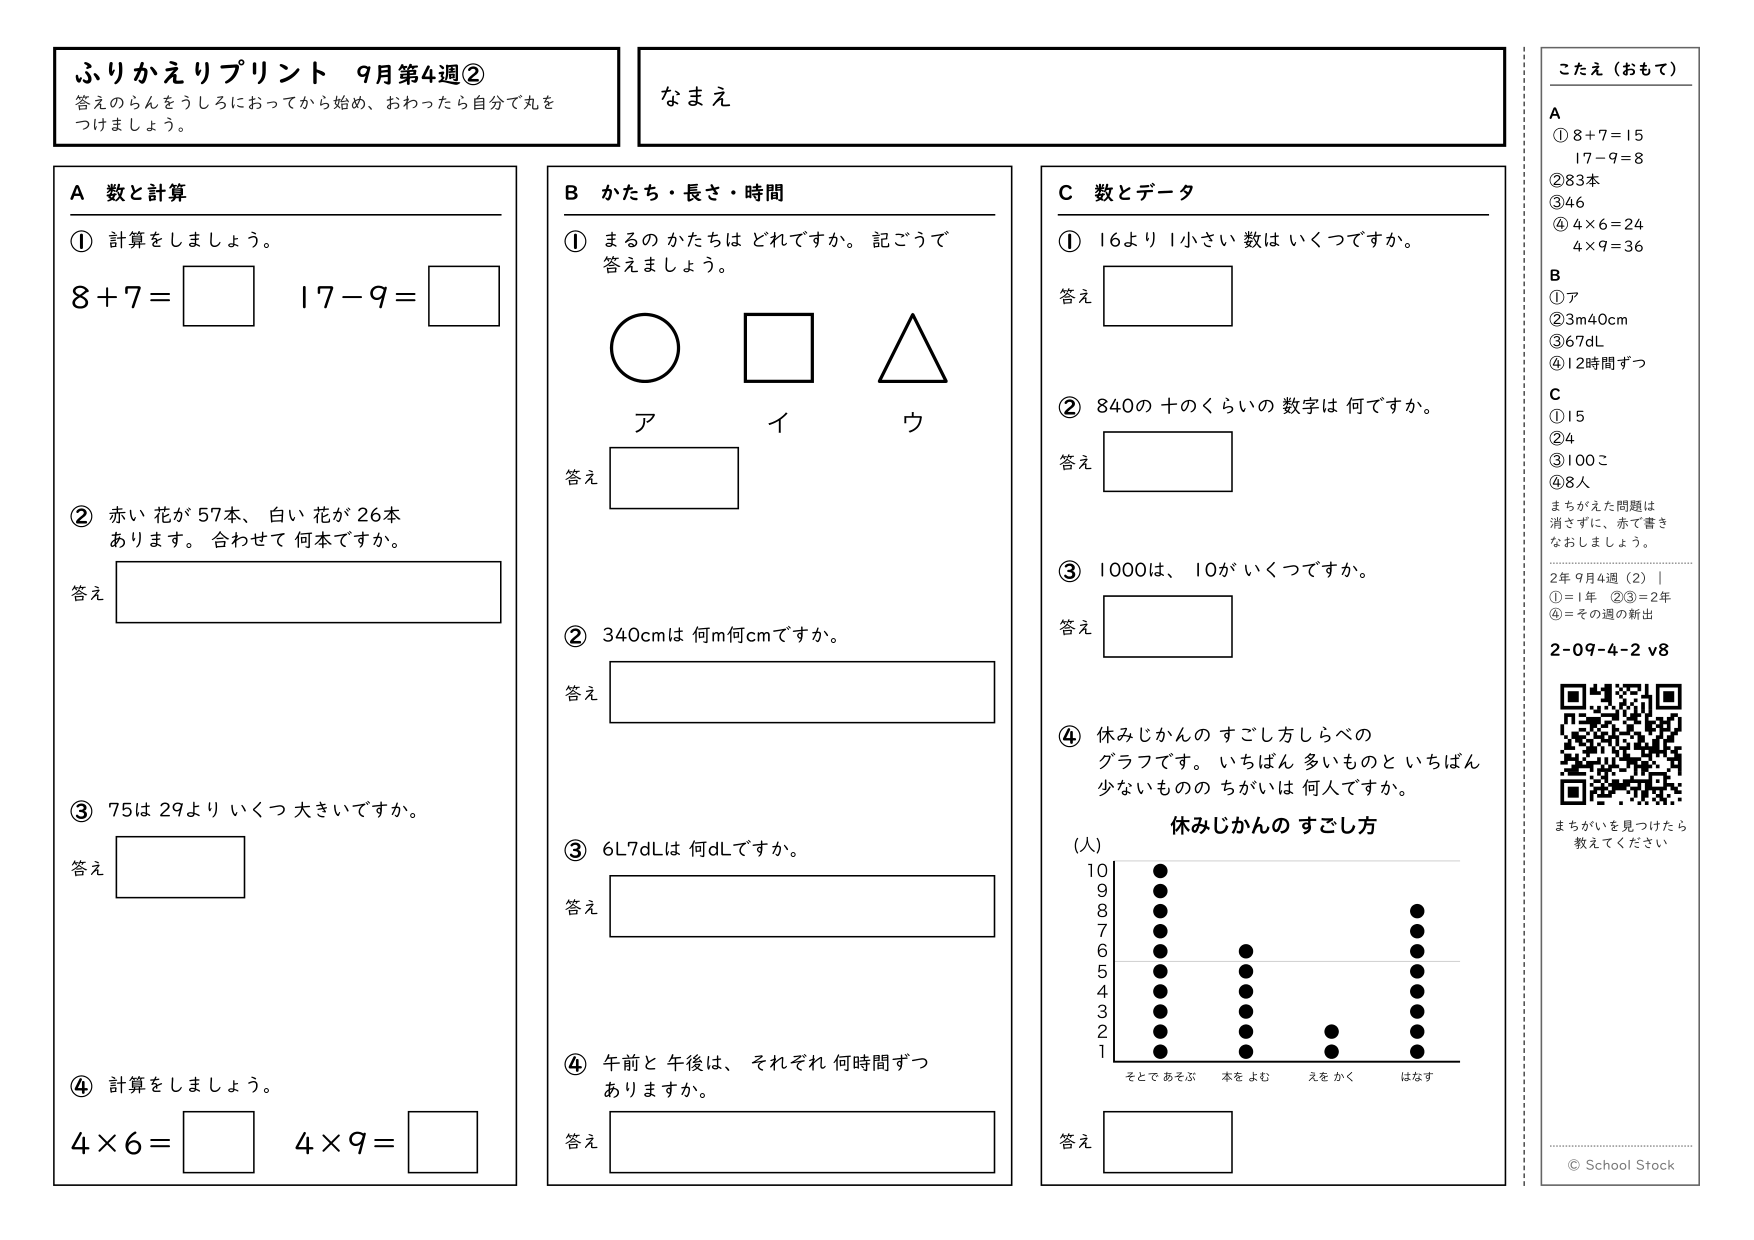 ふりかえりプリント　9月第4週②
答えのらんをうしろにおってから始め、おわったら自分で丸を
つけましょう。
なまえ
A　数と計算
① 計算をしましょう。
8+7=
17-9=
② 赤い 花が 57本、 白い 花が 26本
あります。 合わせて 何本ですか。
答え
③ 75は 29より いくつ 大きいですか。
答え
④ 計算をしましょう。
4×6=
4×9=
B　かたち・長さ・時間
① まるの かたちは どれですか。 記ごうで
答えましょう。
ア
イ
ウ
答え
② 340cmは 何m何cmですか。
答え
③ 6L7dLは 何dLですか。
答え
④ 午前と 午後は、 それぞれ 何時間ずつ
ありますか。
答え
C　数とデータ
① 16より 1小さい 数は いくつですか。
答え
② 840の 十のくらいの 数字は 何ですか。
答え
③ 1000は、 10が いくつですか。
答え
④ 休みじかんの すごし方しらべの
グラフです。 いちばん 多いものと いちばん
少ないものの ちがいは 何人ですか。
休みじかんの すごし方
(人)
10
9
8
7
6
5
4
3
2
1
そとで あそぶ
本を よむ
えを かく
はなす
答え
こたえ（おもて）
A
① 8+7=15
17-9=8
②83本
③46
④ 4×6=24
4×9=36
B
①ア
②3m40cm
③67dL
④12時間ずつ
C
①15
②4
③100こ
④8人
まちがえた問題は
消さずに、赤で書き
なおしましょう。
2年 9月4週（2）｜
①=1年　②③=2年
④=その週の新出
2-09-4-2 v8
まちがいを見つけたら
教えてください
© School Stock